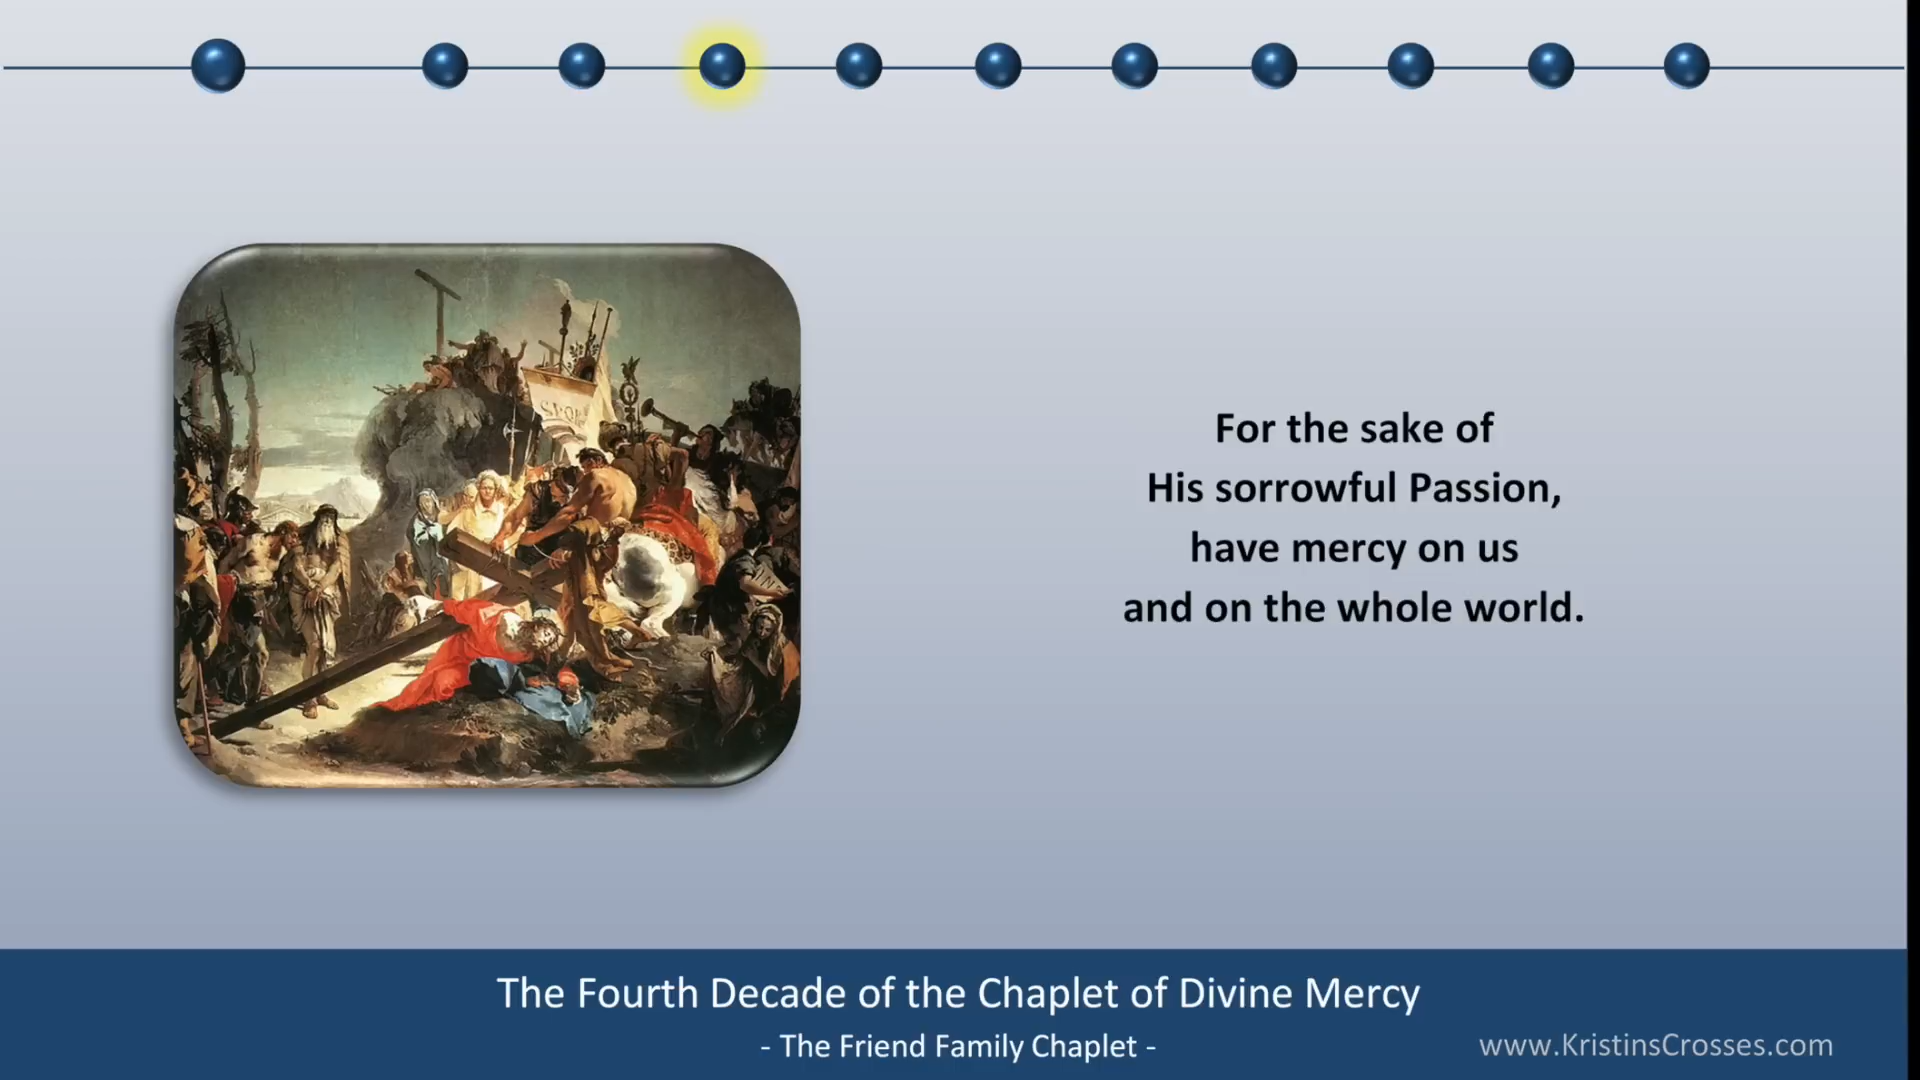 SPQR
For the sake of
His sorrowful Passion,
have mercy on us
and on the whole world.
The Fourth Decade of the Chaplet of Divine Mercy
- The Friend Family Chaplet -
www.KristinsCrosses.com